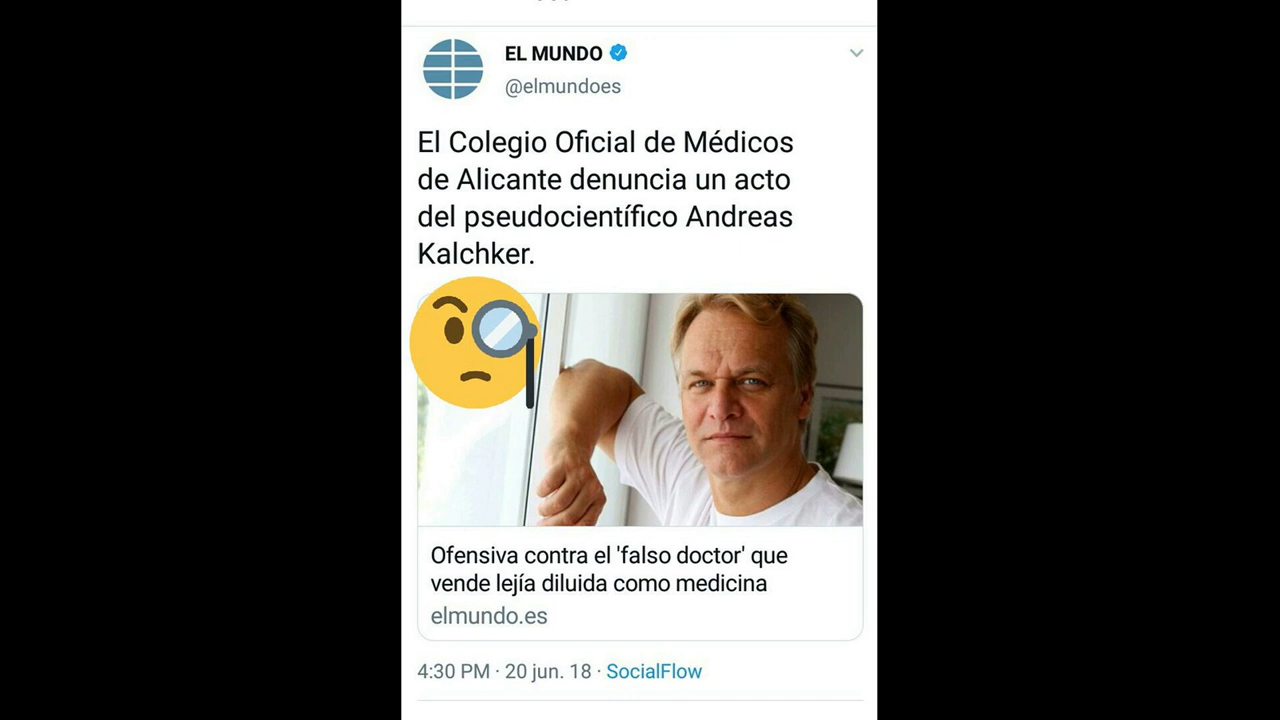 EL MUNDO
@elmundoes
El Colegio Oficial de Médicos
de Alicante denuncia un acto
del pseudocientífico Andreas
Kalchker.
Ofensiva contra el 'falso doctor' que
vende lejía diluida como medicina
elmundo.es
4:30 PM · 20 jun. 18 · SocialFlow